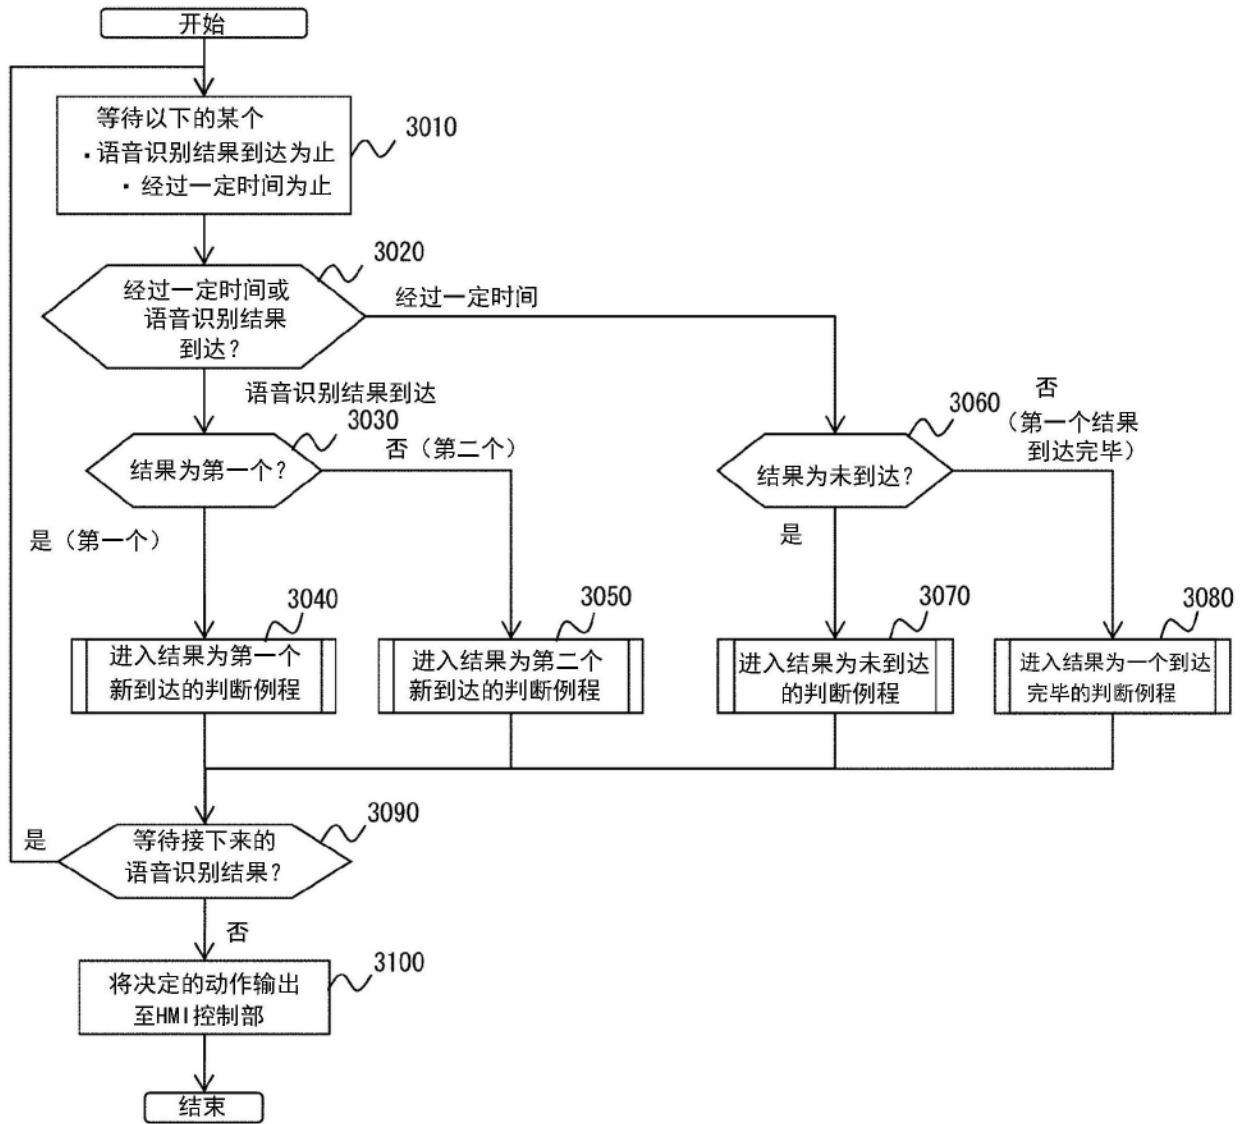 开始
等待以下的某个
·语音识别结果到达为止
·经过一定时间为止
3010
3020
经过一定时间或
语音识别结果
到达?
经过一定时间
语音识别结果到达
3030
结果为第一个?
否(第二个)
是(第一个)
3060
否
(第一个结果
到达完毕)
结果为未到达?
是
3040
进入结果为第一个
新到达的判断例程
3050
进入结果为第二个
新到达的判断例程
3070
进入结果为未到达
的判断例程
3080
进入结果为一个到达
完毕的判断例程
3090
等待接下来的
语音识别结果?
是
否
3100
将决定的动作输出
至HMI控制部
结束